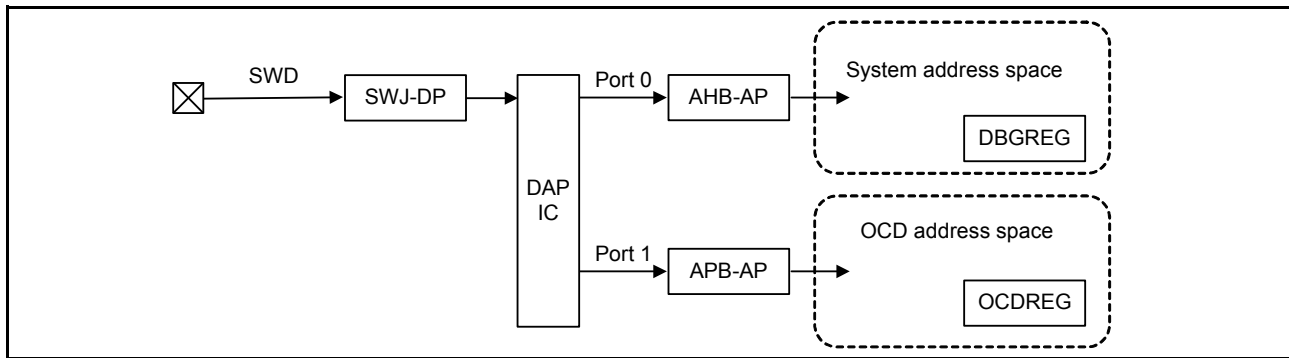 SWD
SWJ-DP
DAP
IC
Port 0
AHB-AP
System address space
DBGREG
Port 1
APB-AP
OCD address space
OCDREG